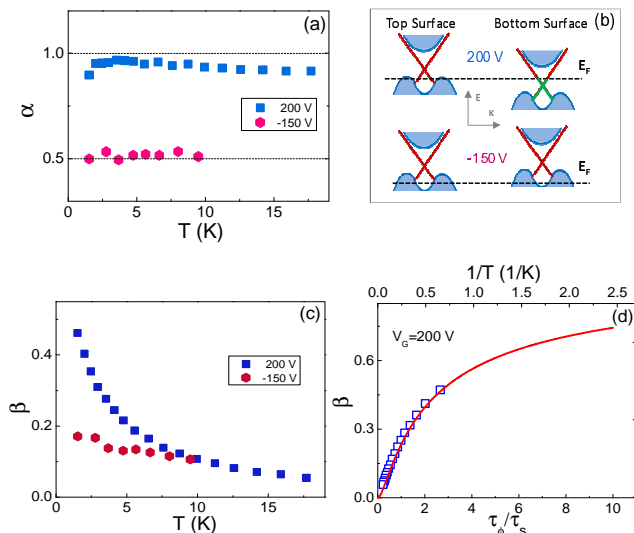 (a)
1.0
α
0.5
200 V
-150 V
0 5 10 15
T (K)
(b)
Top Surface Bottom Surface
200 V
E_F
E
K
-150 V
E_F
(c)
0.4
β
0.2
0.0
200 V
-150 V
0 5 10 15
T (K)
1/T (1/K)
0.0 0.5 1.0 1.5 2.0 2.5
(d)
V_G=200 V
0.9
0.6
β
0.3
0.0
0 2 4 6 8 10
τ_ϕ/τ_s